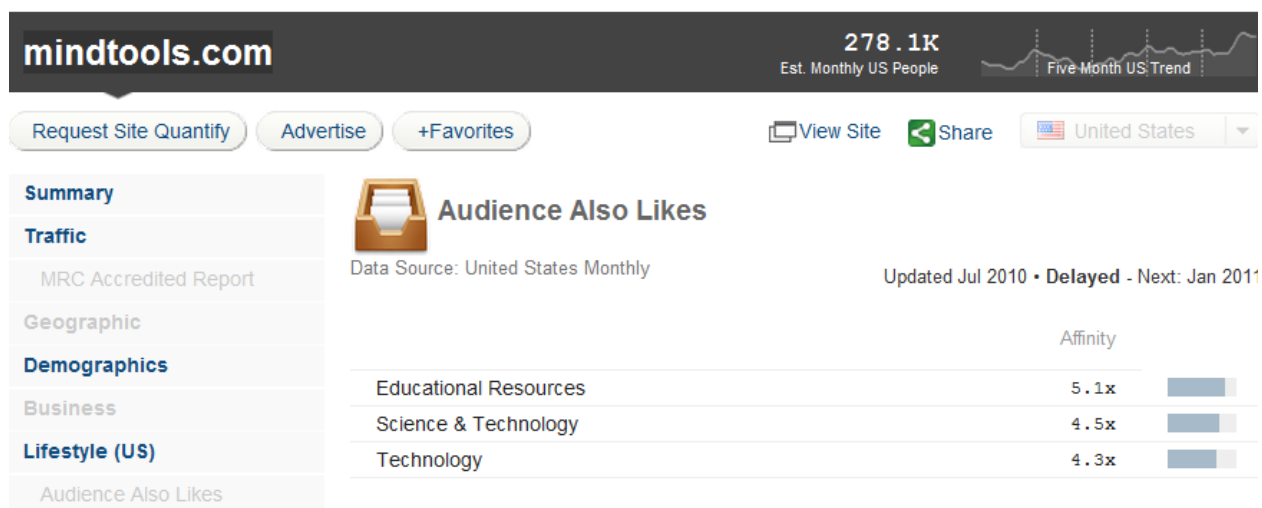 mindtools.com
278.1K
Est. Monthly US People
Five Month US Trend
Request Site Quantify
Advertise
+Favorites
View Site
Share
United States
Summary
Traffic
MRC Accredited Report
Geographic
Demographics
Business
Lifestyle (US)
Audience Also Likes
Audience Also Likes
Data Source: United States Monthly
Updated Jul 2010 • Delayed - Next: Jan 2011
Affinity
Educational Resources 5.1x
Science & Technology 4.5x
Technology 4.3x